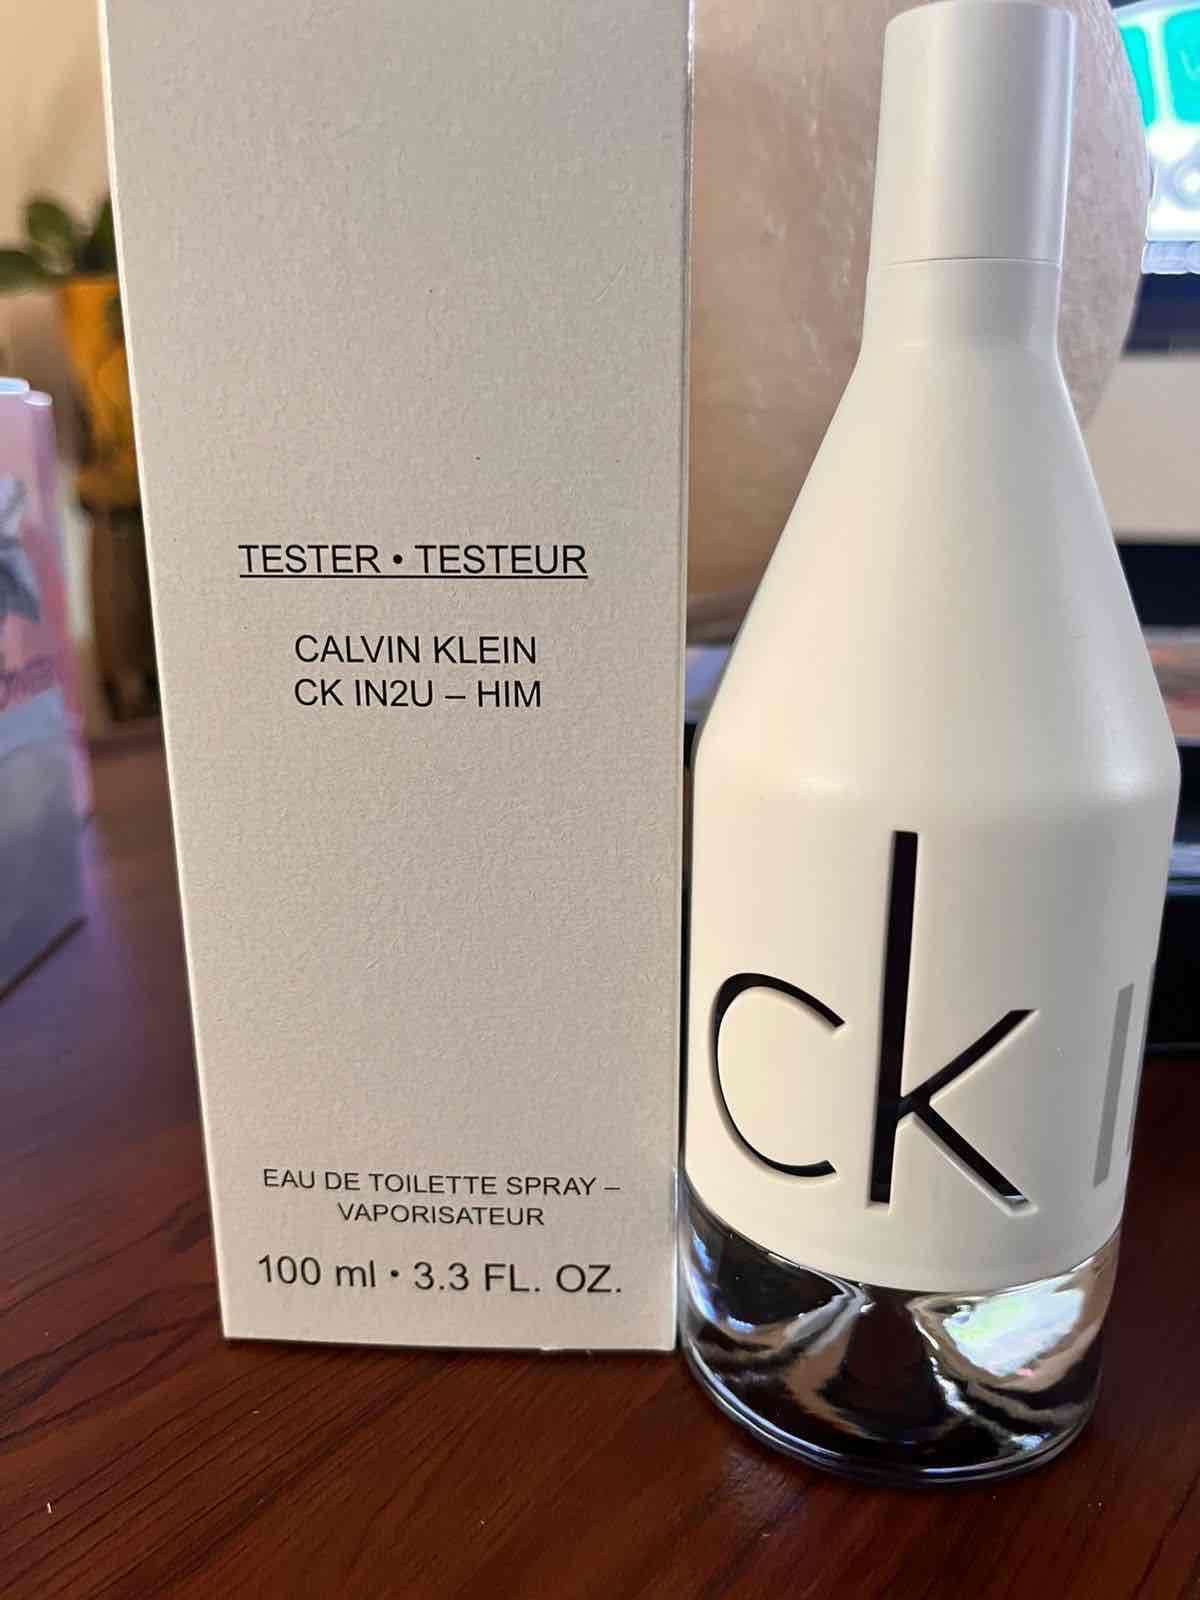 TESTER • TESTEUR
CALVIN KLEIN
CK IN2U – HIM
EAU DE TOILETTE SPRAY –
VAPORISATEUR
100 ml • 3.3 FL. OZ.
ck I